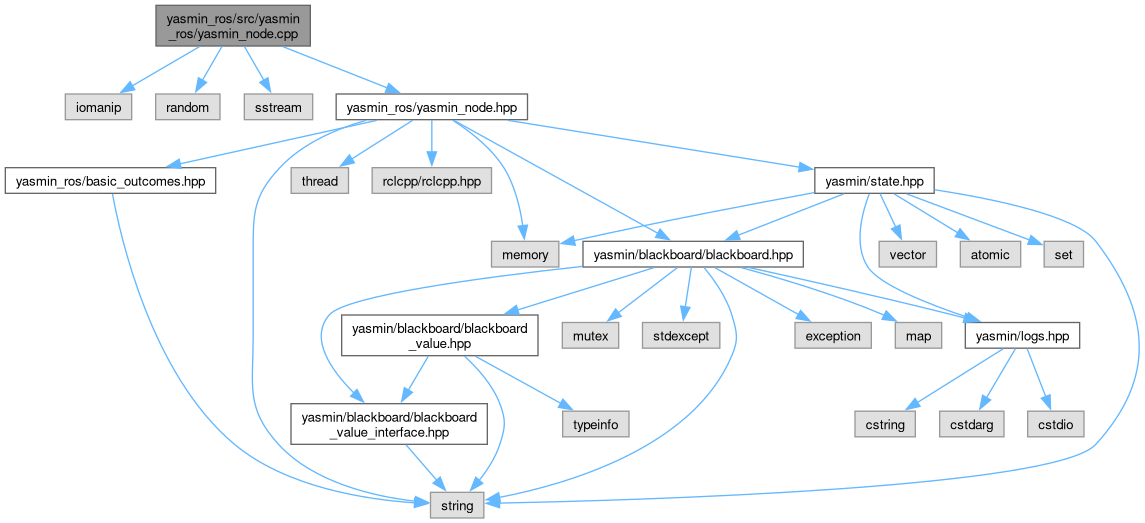 yasmin_ros/src/yasmin
_ros/yasmin_node.cpp
iomanip
random
sstream
yasmin_ros/yasmin_node.hpp
yasmin_ros/basic_outcomes.hpp
thread
rclcpp/rclcpp.hpp
yasmin/state.hpp
memory
yasmin/blackboard/blackboard.hpp
vector
atomic
set
yasmin/blackboard/blackboard
_value.hpp
mutex
stdexcept
exception
map
yasmin/logs.hpp
yasmin/blackboard/blackboard
_value_interface.hpp
typeinfo
cstring
cstdarg
cstdio
string